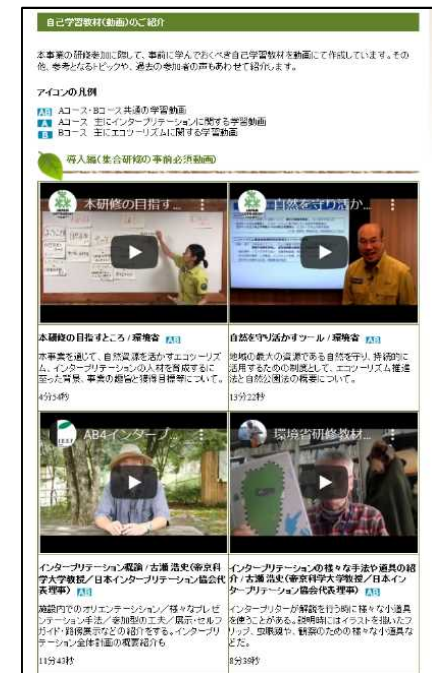 自己学習教材(動画)のご紹介
本事業の研修参加に際して、事前に学んでおくべき自己学習教材を動画にて作成しています。その
他、参考となるトピックや、過去の参加者の声もあわせて紹介します。
アイコンの凡例
AB Aコース・Bコース共通の学習動画
A Aコース 主にインタープリテーションに関する学習動画
B Bコース 主にエコツーリズムに関する学習動画
導入編(集合研修の事前必須動画)
本研修の目指す...
自然を守り活か...
本研修の目指すところ / 環境省 AB
本事業を通じて、自然資源を活かすエコツーリズ
ム、インタープリテーションの人材を育成するに
至った背景、事業の趣旨と獲得目標等について。
4分54秒
自然を守り活かすツール / 環境省 AB
地域の最大の資源である自然を守り、持続的に
活用するための制度として、エコツーリズム推進
法と自然公園法の概要について。
13分22秒
AB4インタープ...
環境省研修教材...
インタープリテーション概論 / 古瀬 浩史(帝京科
学大学教授／日本インタープリテーション協会代
表理事) AB
施設内でのオリエンテーション／様々なプレゼ
ンテーション手法／参加型の工夫／展示・セルフ
ガイド・路傍展示などの紹介をする。インタープリ
テーション全体計画の概要紹介も
11分43秒
インタープリテーションの様々な手法や道具の紹
介 / 古瀬 浩史(帝京科学大学教授／日本イン
タープリテーション協会代表理事) AB
インタープリターが解説を行う時に様々な小道具
を使うことがある。説明時にはイラストを描いたフ
リップ、虫眼鏡や、観察のための様々な小道具な
どだ。
8分39秒